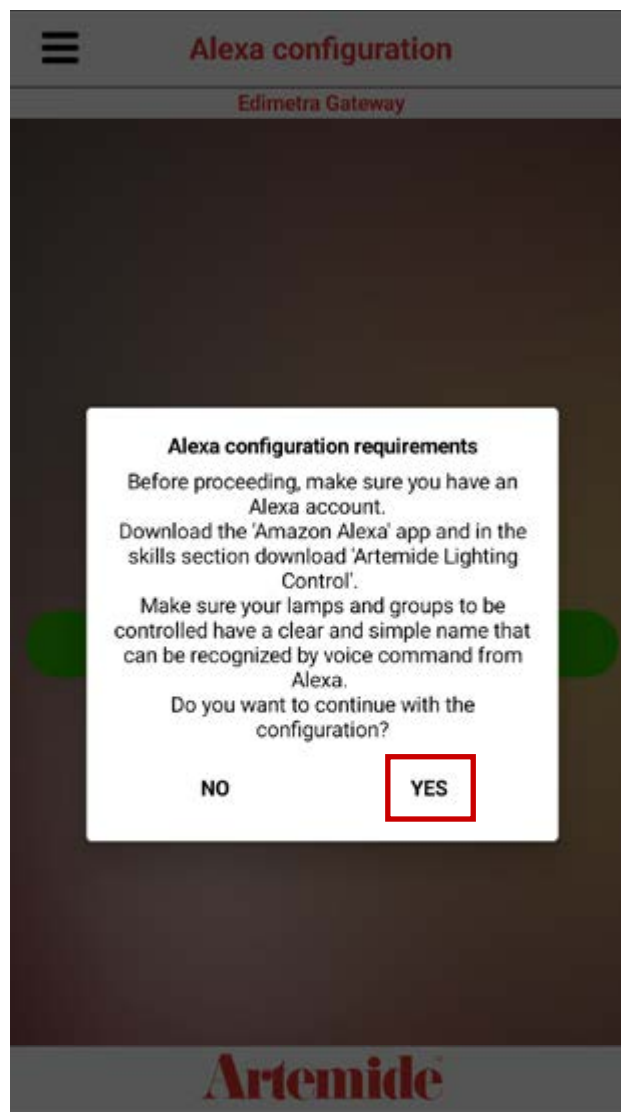 Alexa configuration
Edimetra Gateway
Alexa configuration requirements
Before proceeding, make sure you have an
Alexa account.
Download the 'Amazon Alexa' app and in the
skills section download 'Artemide Lighting
Control'.
Make sure your lamps and groups to be
controlled have a clear and simple name that
can be recognized by voice command from
Alexa.
Do you want to continue with the
configuration?
NO YES
Artemide